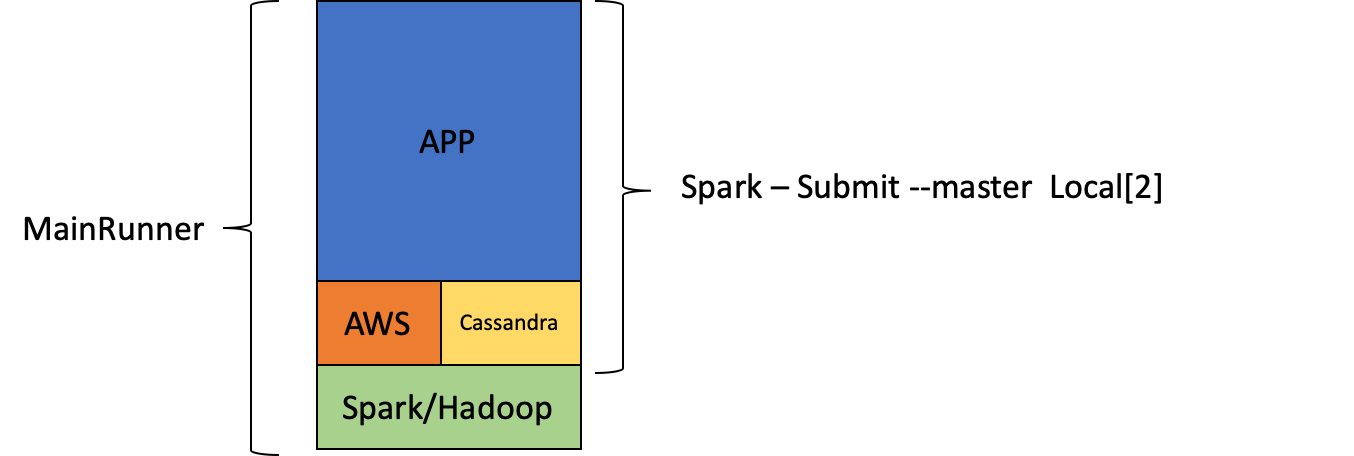 APP
Spark – Submit --master Local[2]
MainRunner
AWS
Cassandra
Spark/Hadoop